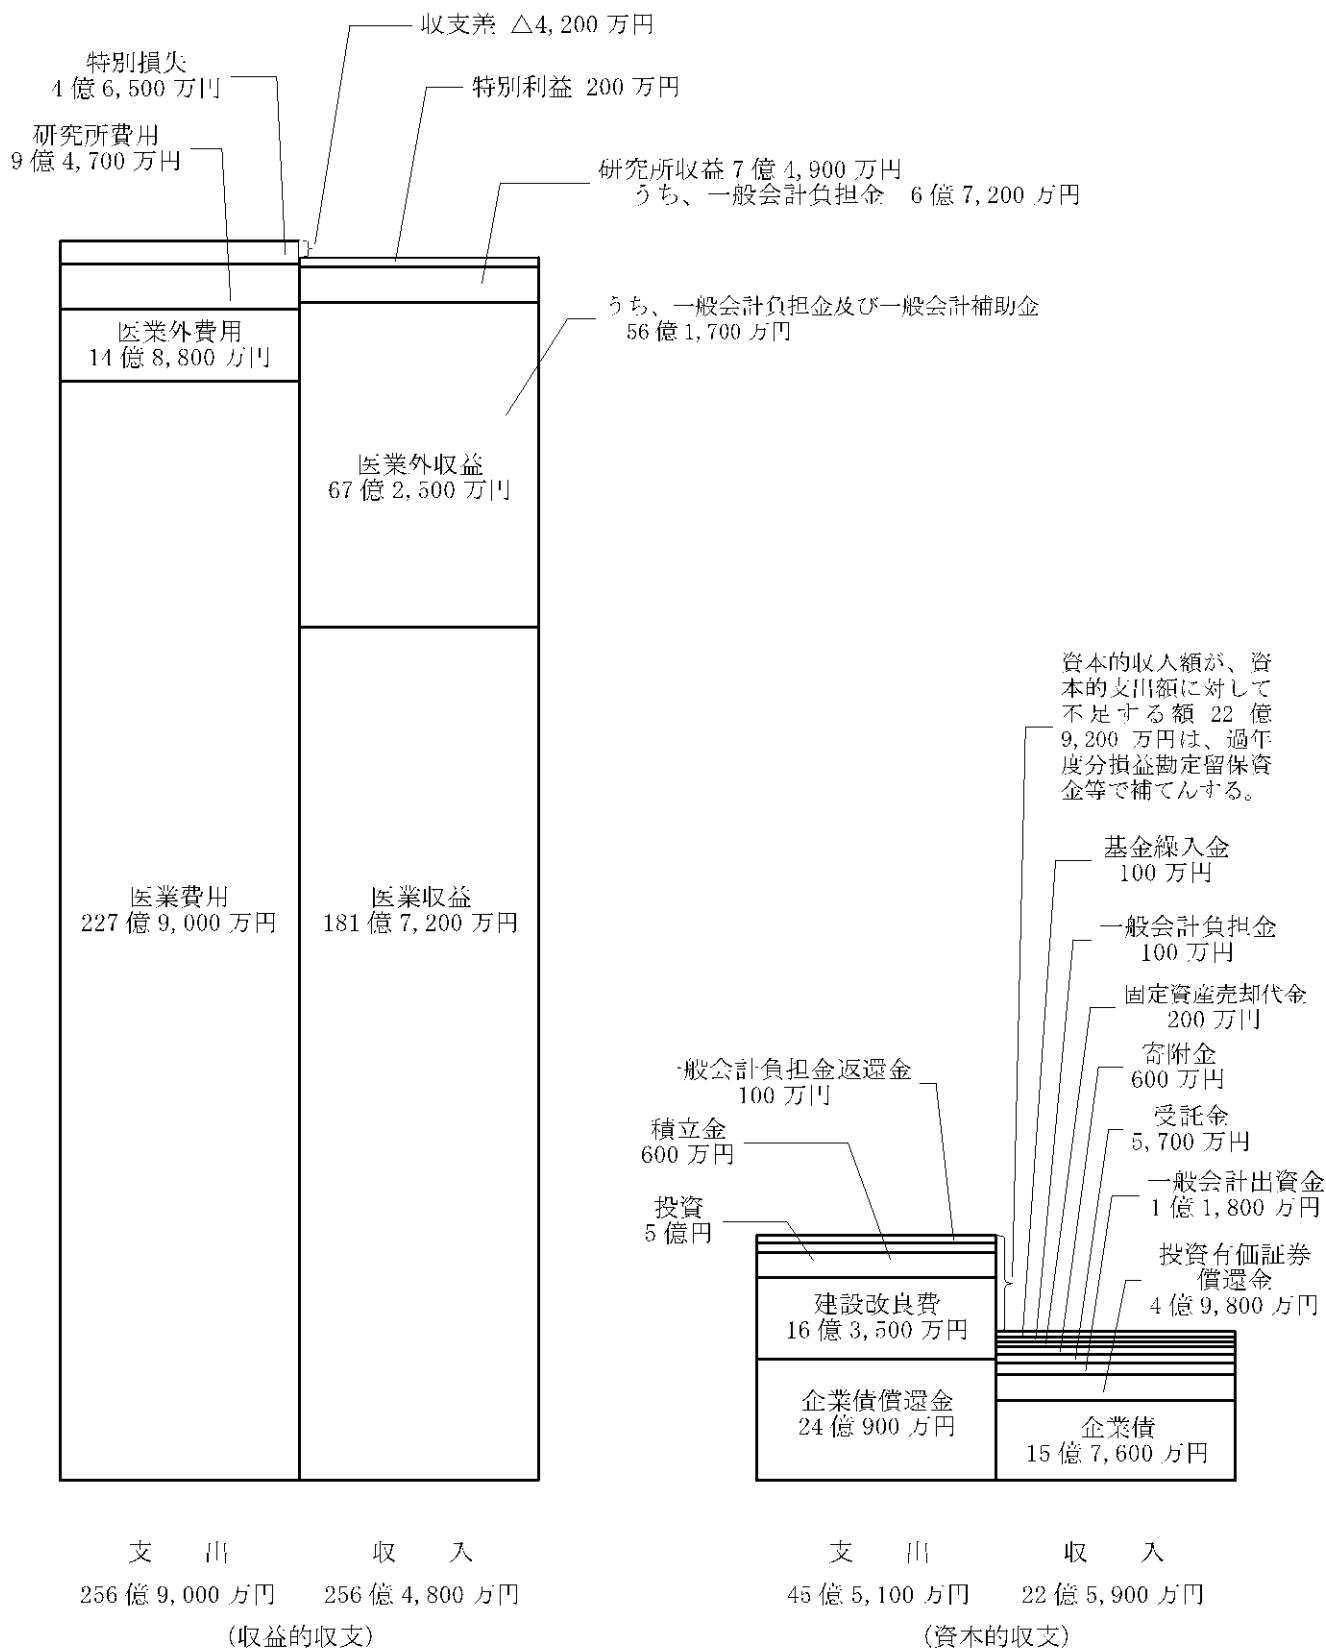 収支差 △4,200 万円
特別損失
4 億 6,500 万円
特別利益 200 万円
研究所費用
9 億 4,700 万円
研究所収益 7 億 4,900 万円
うち、一般会計負担金 6 億 7,200 万円
うち、一般会計負担金及び一般会計補助金
56 億 1,700 万円
医業外費用
14 億 8,800 万円
医業外収益
67 億 2,500 万円
医業費用
227 億 9,000 万円
医業収益
181 億 7,200 万円
支 出
256 億 9,000 万円
収 入
256 億 4,800 万円
(収益的収支)
資本的収入額が、資
本的支出額に対して
不足する額 22 億
9,200 万円は、過年
度分損益勘定留保資
金等で補てんする。
基金繰入金
100 万円
一般会計負担金
100 万円
固定資産売却代金
200 万円
寄附金
600 万円
受託金
5,700 万円
一般会計出資金
1 億 1,800 万円
投資有価証券
償還金
4 億 9,800 万円
一般会計負担金返還金
100 万円
積立金
600 万円
投資
5 億円
建設改良費
16 億 3,500 万円
企業債償還金
24 億 900 万円
企業債
15 億 7,600 万円
支 出
45 億 5,100 万円
収 入
22 億 5,900 万円
(資本的収支)